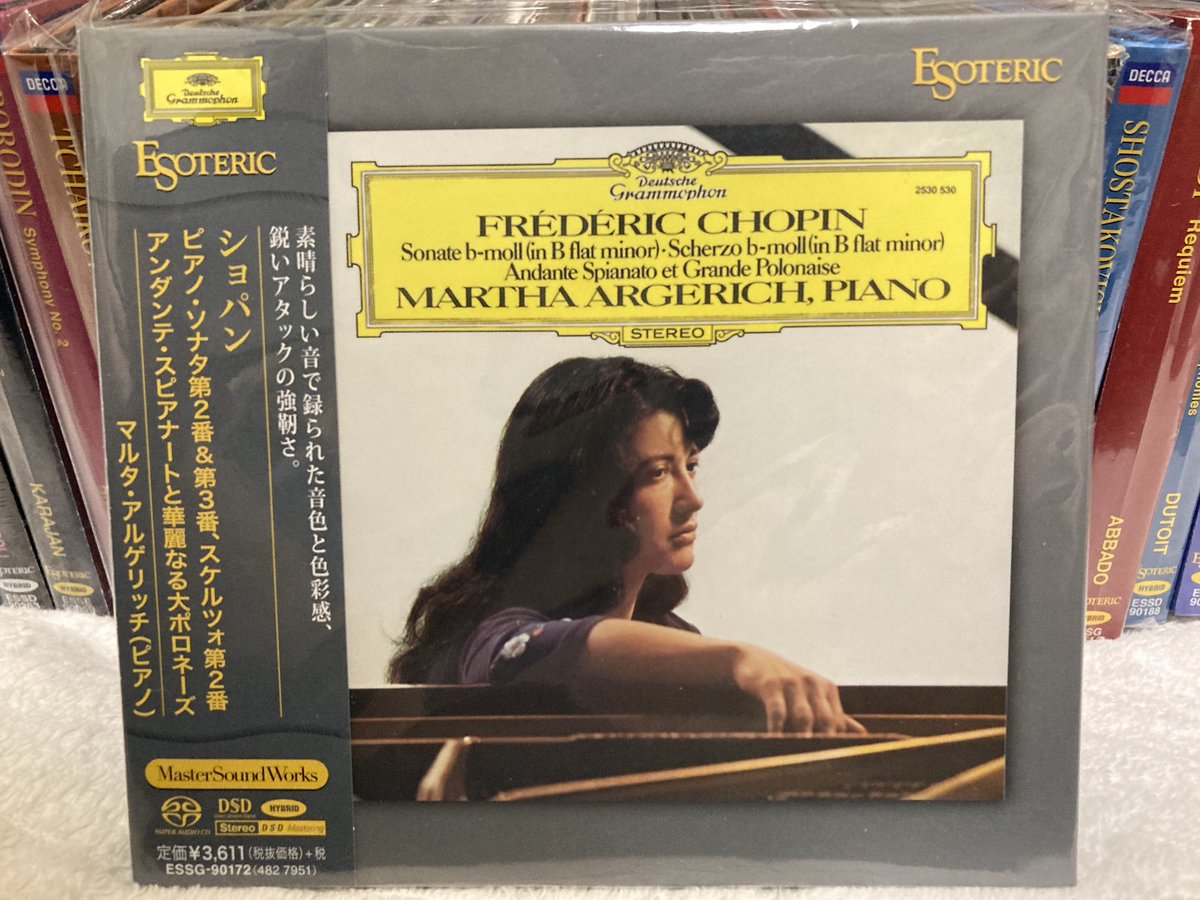 Deutsche
Grammophon
ESOTERIC
素晴らしい音で録られた音色と色彩感、
鋭いアタックの強靭さ。
ショパン
ピアノ・ソナタ第2番&第3番、スケルツォ第2番
アンダンテ・スピアナートと華麗なる大ポロネーズ
マルタ・アルゲリッチ(ピアノ)
MasterSoundWorks
SUPER AUDIO CD
DSD
HYBRID
Stereo
DSD Mastering
定価¥3,611(税抜価格)+税
ESSG-90172(482 7951)
ESOTERIC
Deutsche
Grammophon
2530 530
FRÉDÉRIC CHOPIN
Sonate b-moll (in B flat minor)·Scherzo b-moll (in B flat minor)
Andante Spianato et Grande Polonaise
MARTHA ARGERICH, PIANO
STEREO
Symphony No. 2
KARAJAN
HYBRID
DECCA
DECCA
SHOSTAKOVICH
Requiem
ABBADO
DUTOIT
HYBRID
ESSD
90188